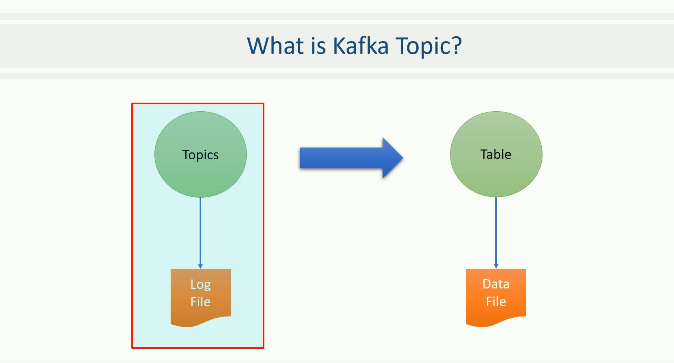 What is Kafka Topic?
Topics
Table
Log
File
Data
File